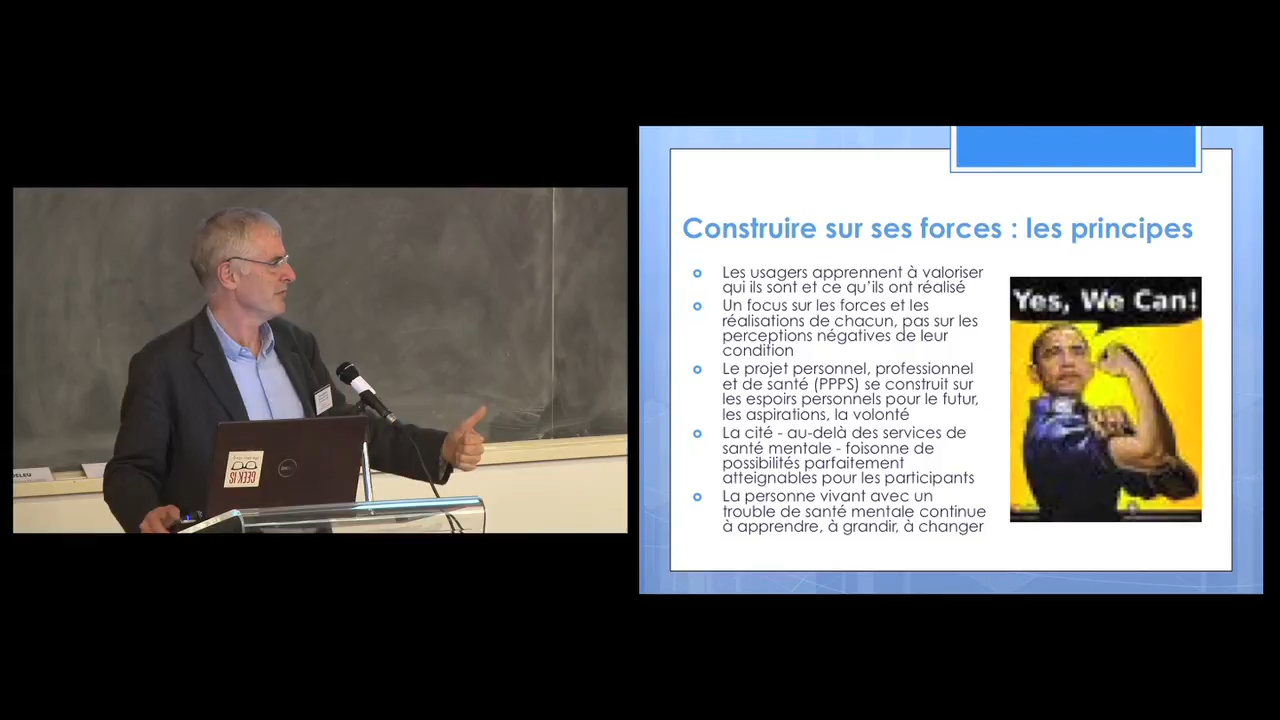 Construire sur ses forces : les principes
Les usagers apprennent à valoriser
qui ils sont et ce qu'ils ont réalisé
Un focus sur les forces et les
réalisations de chacun, pas sur les
perceptions négatives de leur
condition
Le projet personnel, professionnel
et de santé (PPPS) se construit sur
les espoirs personnels pour le futur,
les aspirations, la volonté
La cité - au-delà des services de
santé mentale - foisonne de
possibilités parfaitement
atteignables pour les participants
La personne vivant avec un
trouble de santé mentale continue
à apprendre, à grandir, à changer
Yes, We Can!
GEEK IS
DELL